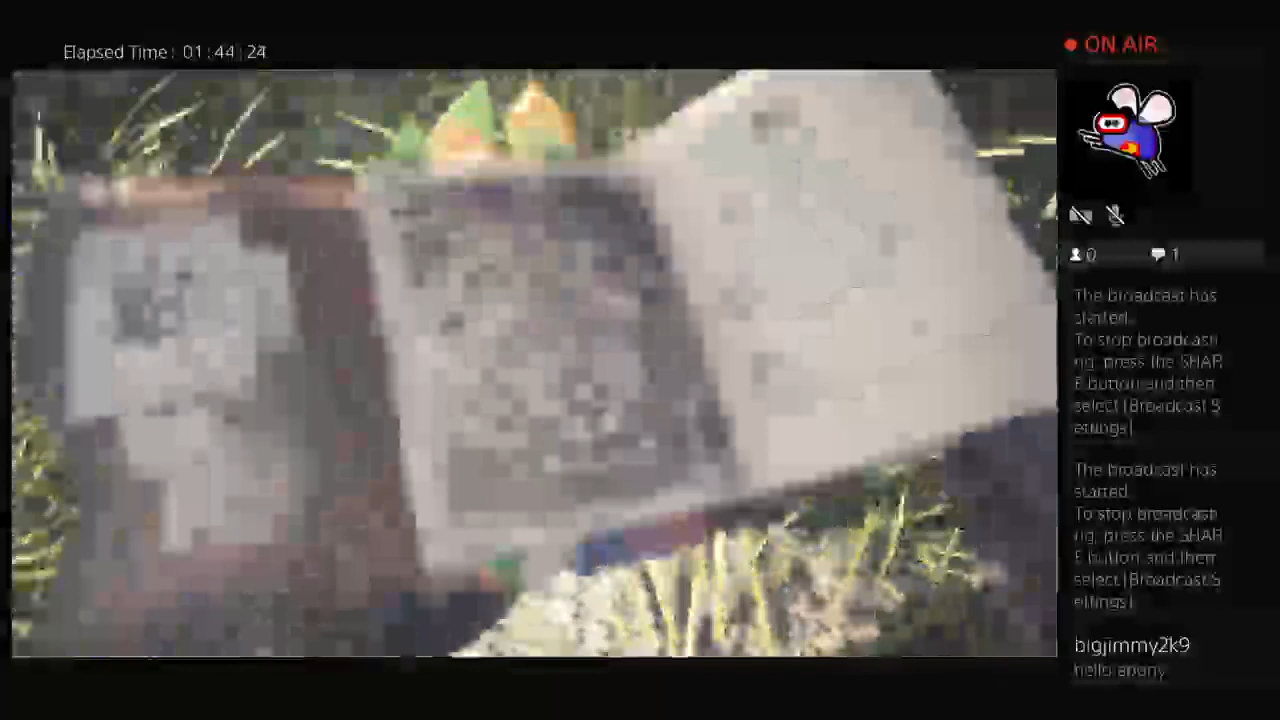 Elapsed Time: 01:44:24
ON AIR
0
1
The broadcast has
started.
To stop broadcasti
ng, press the SHAR
E button and then
select [Broadcast S
ettings].
The broadcast has
started.
To stop broadcasti
ng, press the SHAR
E button and then
select [Broadcast S
ettings].
bigjimmy2k9
hello